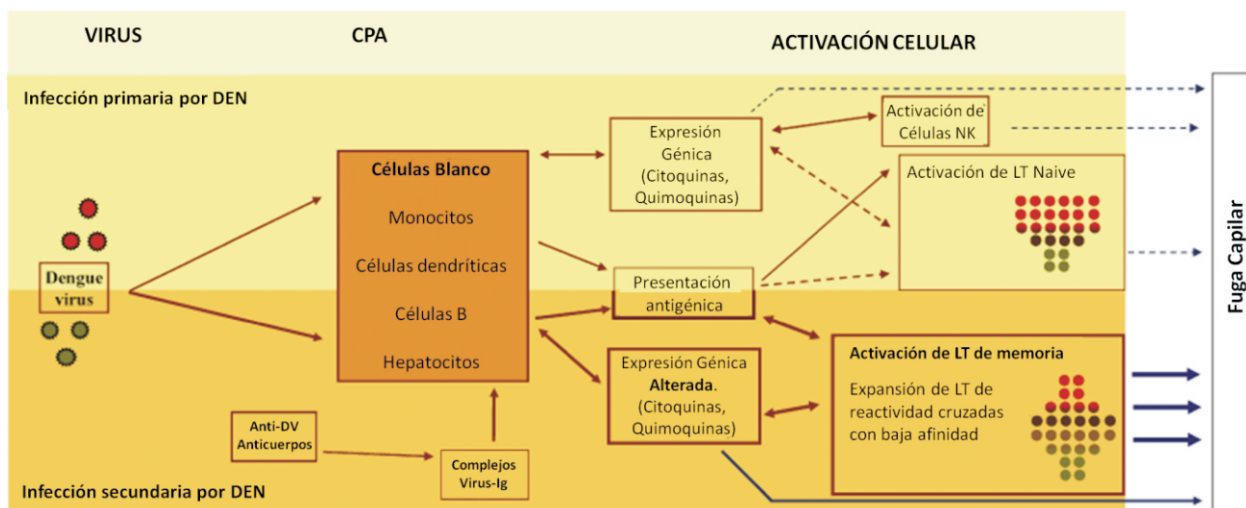 VIRUS
CPA
ACTIVACIÓN CELULAR
Infección primaria por DEN
Dengue
virus
Células Blanco
Monocitos
Células dendríticas
Células B
Hepatocitos
Expresión
Génica
(Citoquinas,
Quimoquinas)
Activación de
Células NK
Activación de LT Naive
Presentación
antigénica
Expresión Génica
Alterada.
(Citoquinas,
Quimoquinas)
Activación de LT de memoria
Expansión de LT de
reactividad cruzadas
con baja afinidad
Anti-DV
Anticuerpos
Complejos
Virus-Ig
Infección secundaria por DEN
Fuga Capilar